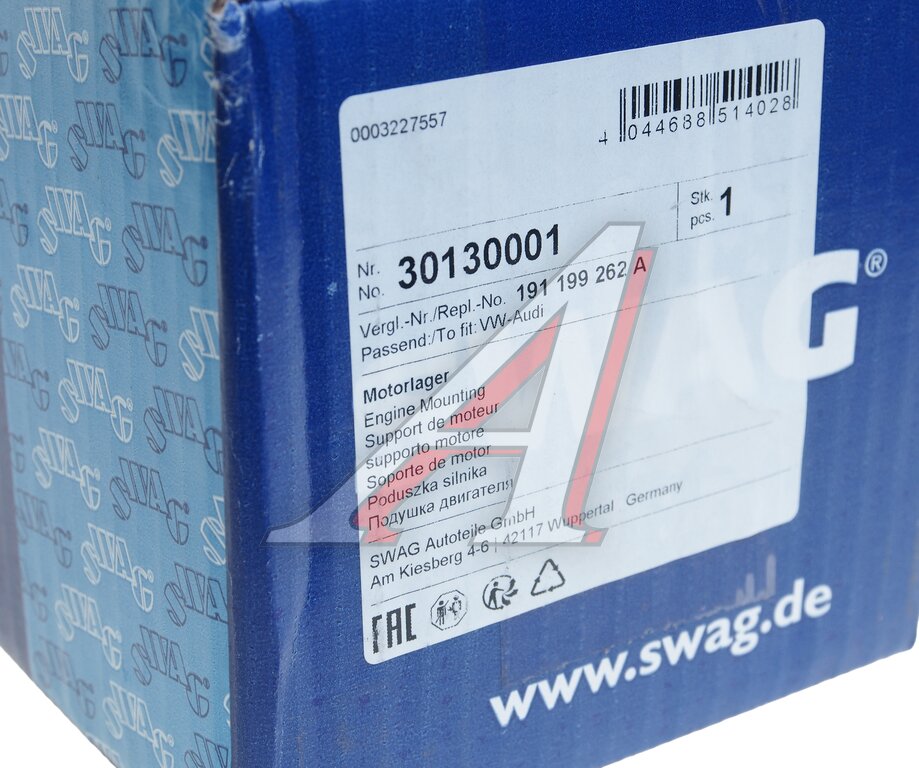 0003227557
4 044688 514028
Stk. pcs. 1
Nr. No. 30130001
Vergl.-Nr./Repl.-No. 191 199 262 A
Passend:/To fit: VW-Audi
Motorlager
Engine Mounting
Support de moteur
supporto motore
Soporte de motor
Poduszka silnika
Подушка двигателя
SWAG Autoteile GmbH
Am Kiesberg 4-6 | 42117 Wuppertal Germany
EAC
AG®
www.swag.de
SWAG®